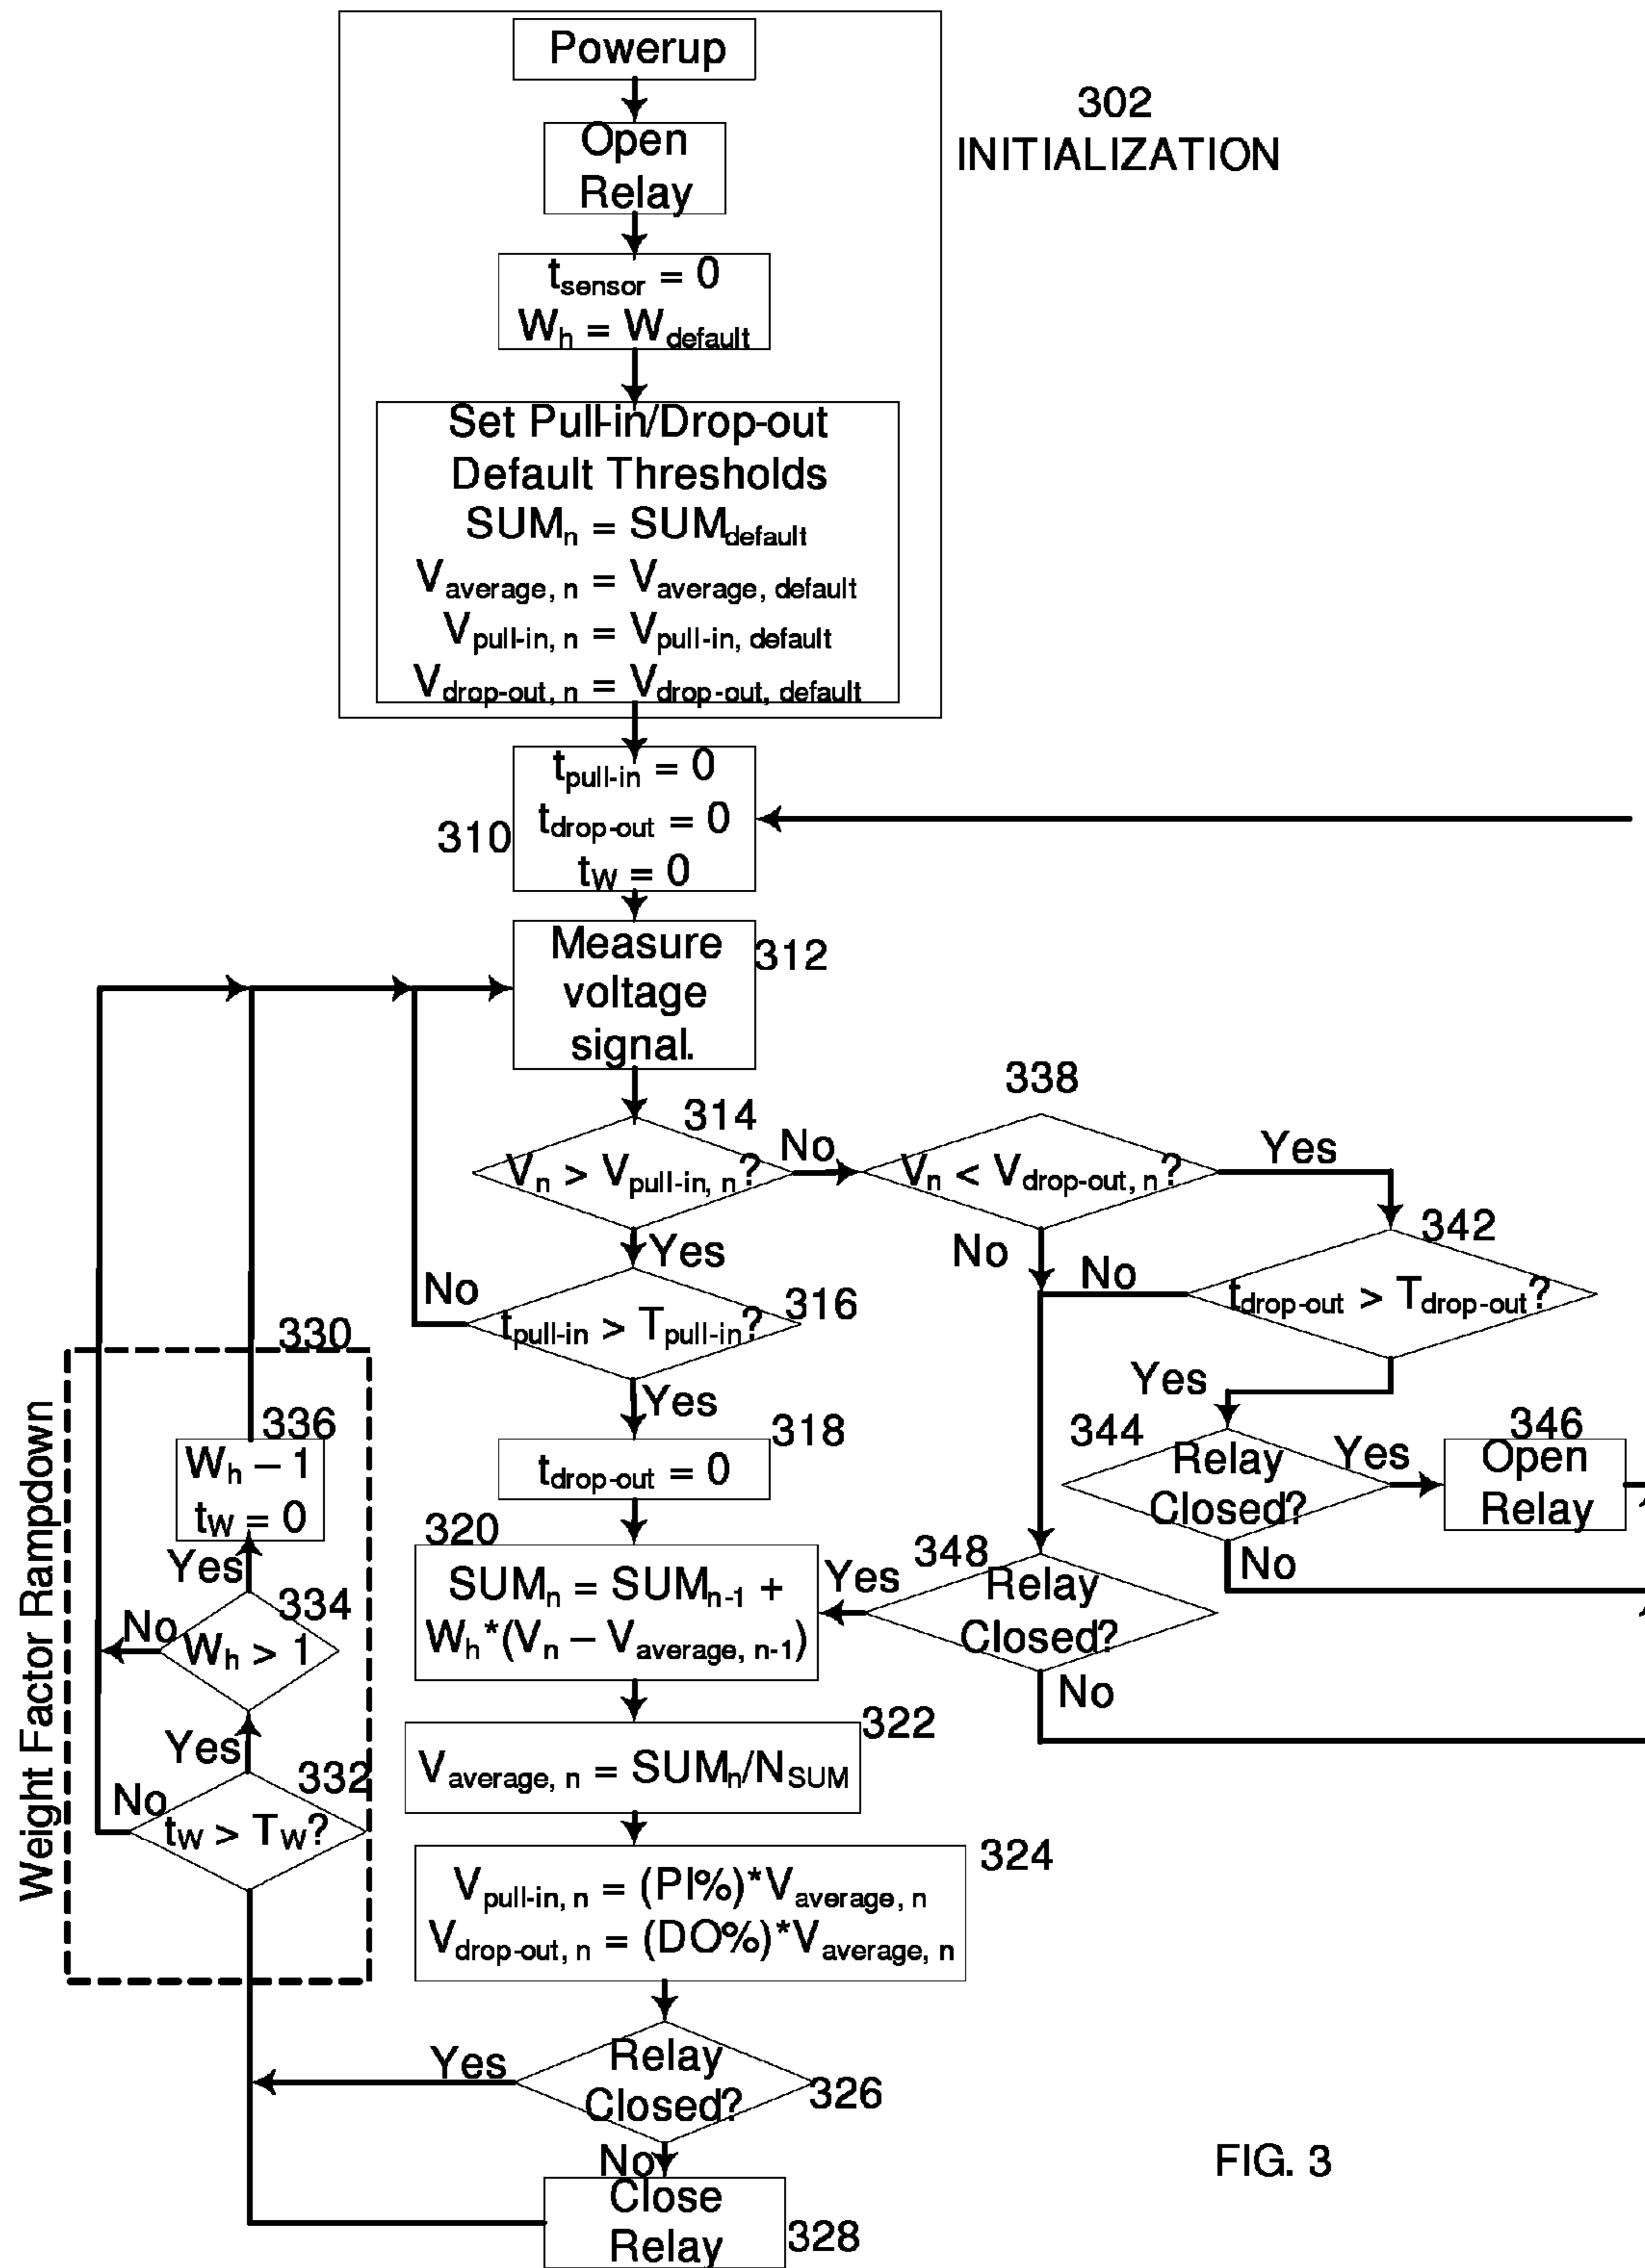 Powerup
302
INITIALIZATION
Open
Relay
t_sensor = 0
W_h = W_default
Set Pull-in/Drop-out
Default Thresholds
SUM_n = SUM_default
V_average, n = V_average, default
V_pull-in, n = V_pull-in, default
V_drop-out, n = V_drop-out, default
310
t_pull-in = 0
t_drop-out = 0
t_W = 0
Measure
voltage
signal.
312
314
V_n > V_pull-in, n?
No
Yes
338
V_n < V_drop-out, n?
Yes
No
342
t_drop-out > T_drop-out?
No
Yes
316
t_pull-in > T_pull-in?
No
Yes
318
t_drop-out = 0
344
Relay
Closed?
Yes
No
346
Open
Relay
320
SUM_n = SUM_n-1 +
W_h*(V_n – V_average, n-1)
348
Relay
Closed?
Yes
No
322
V_average, n = SUM_n/N_SUM
324
V_pull-in, n = (PI%)*V_average, n
V_drop-out, n = (DO%)*V_average, n
326
Relay
Closed?
Yes
No
Close
Relay
328
Weight Factor Rampdown
330
336
W_h – 1
t_W = 0
Yes
334
W_h > 1
No
Yes
332
t_W > T_W?
No
FIG. 3